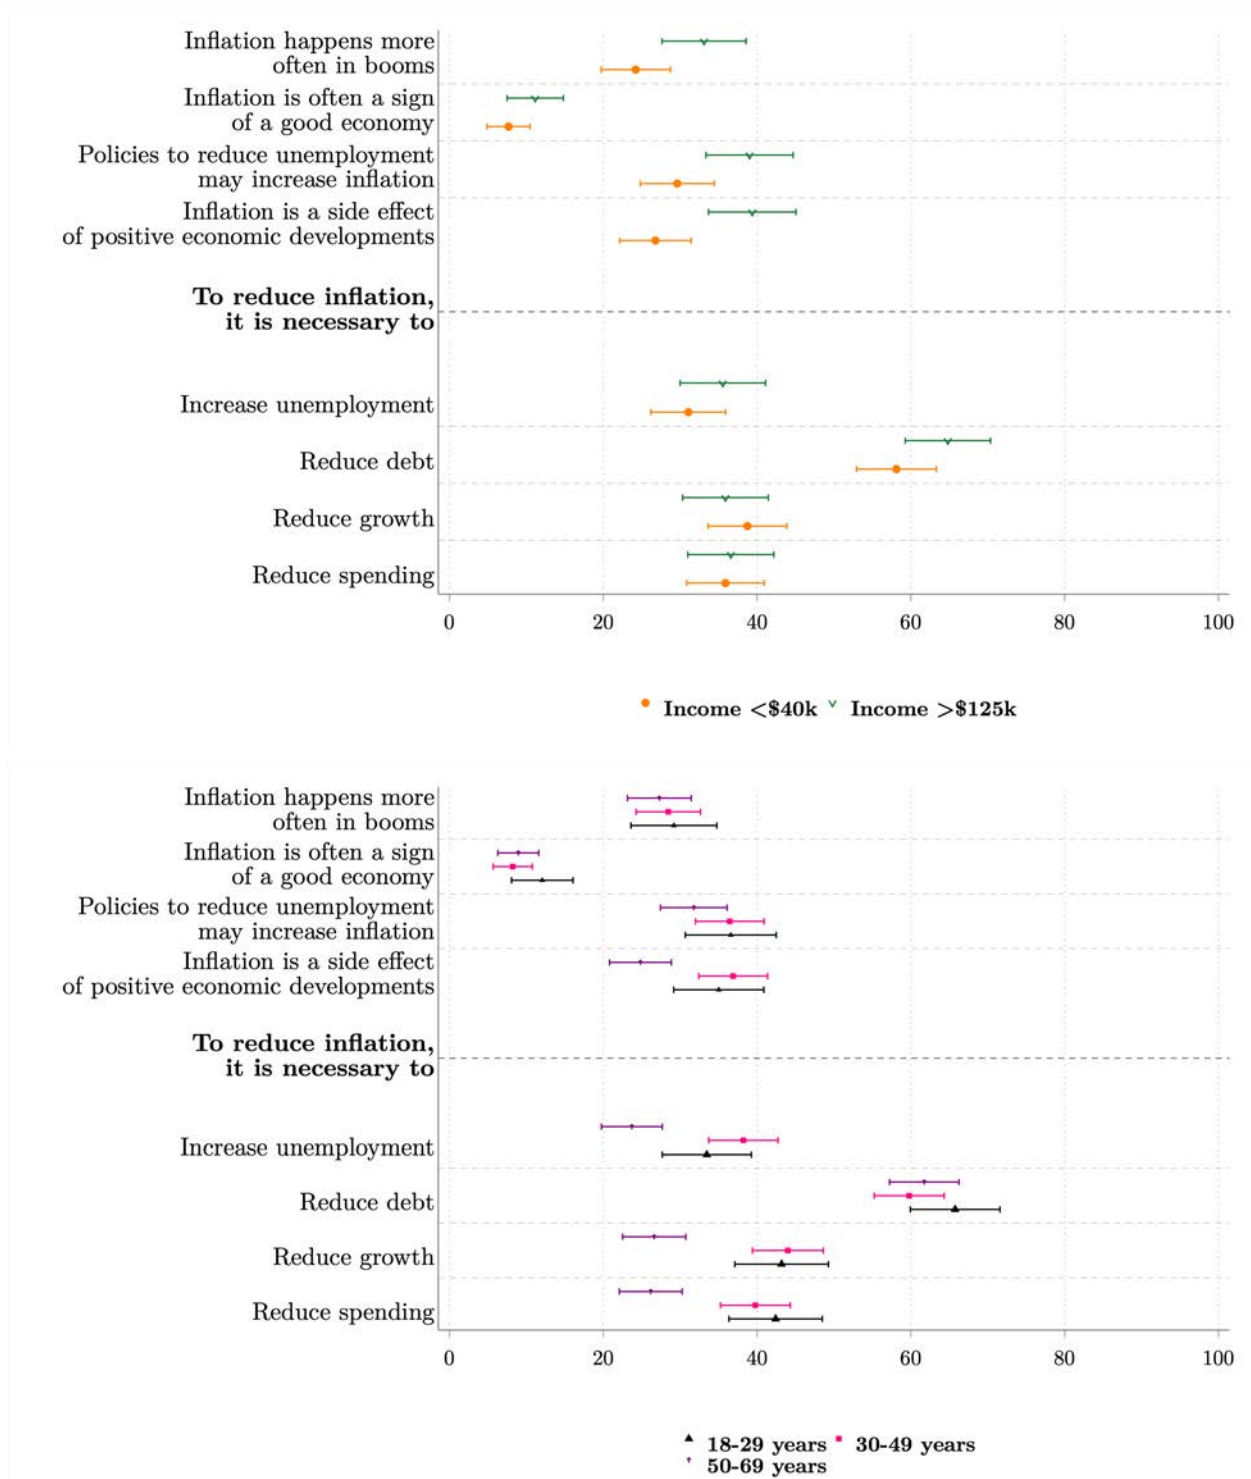 Inflation happens more
often in booms
Inflation is often a sign
of a good economy
Policies to reduce unemployment
may increase inflation
Inflation is a side effect
of positive economic developments
To reduce inflation,
it is necessary to
Increase unemployment
Reduce debt
Reduce growth
Reduce spending
0 20 40 60 80 100
Income <$40k Income >$125k
Inflation happens more
often in booms
Inflation is often a sign
of a good economy
Policies to reduce unemployment
may increase inflation
Inflation is a side effect
of positive economic developments
To reduce inflation,
it is necessary to
Increase unemployment
Reduce debt
Reduce growth
Reduce spending
0 20 40 60 80 100
18-29 years 30-49 years
50-69 years